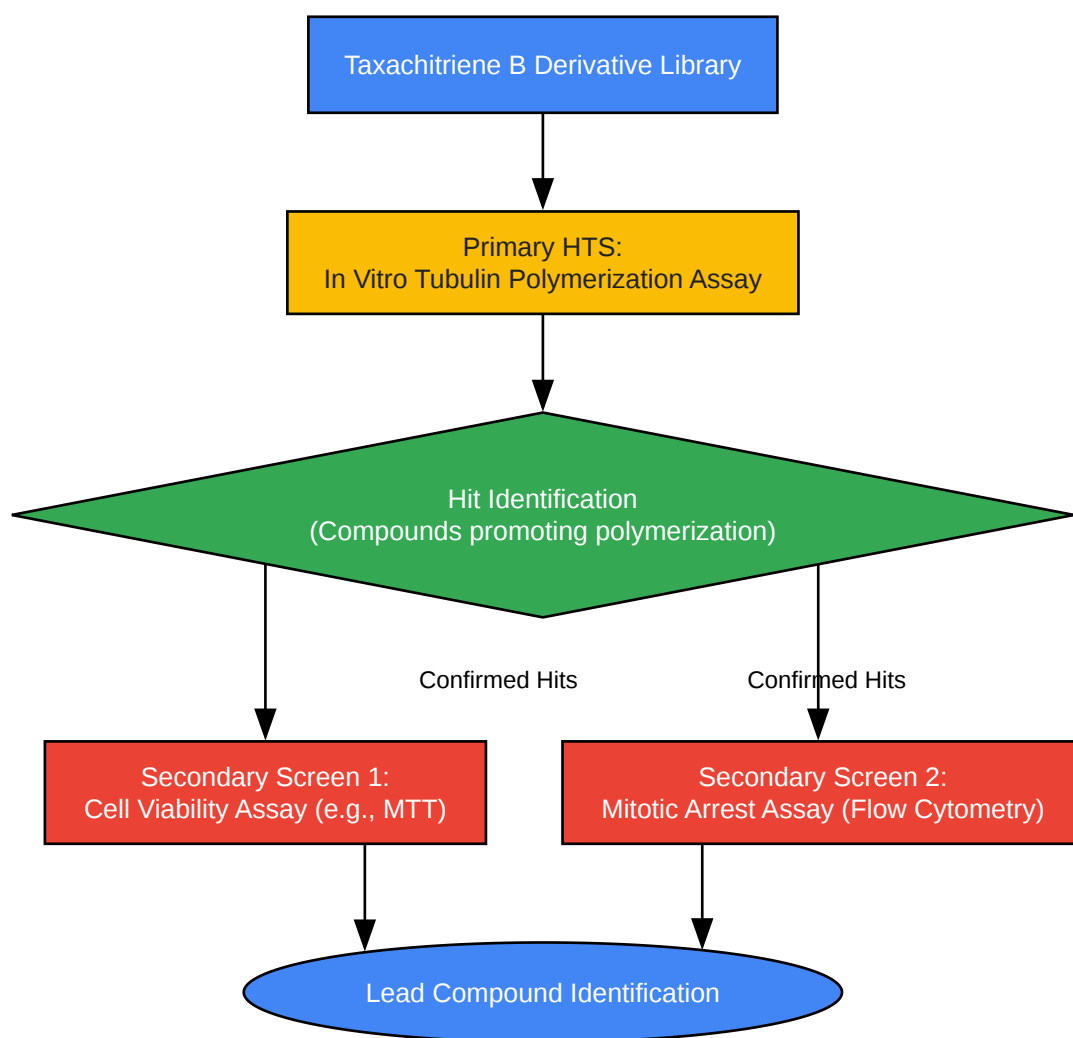 Taxachitriene B Derivative Library
Primary HTS:
In Vitro Tubulin Polymerization Assay
Hit Identification
(Compounds promoting polymerization)
Confirmed Hits
Confirmed Hits
Secondary Screen 1:
Cell Viability Assay (e.g., MTT)
Secondary Screen 2:
Mitotic Arrest Assay (Flow Cytometry)
Lead Compound Identification